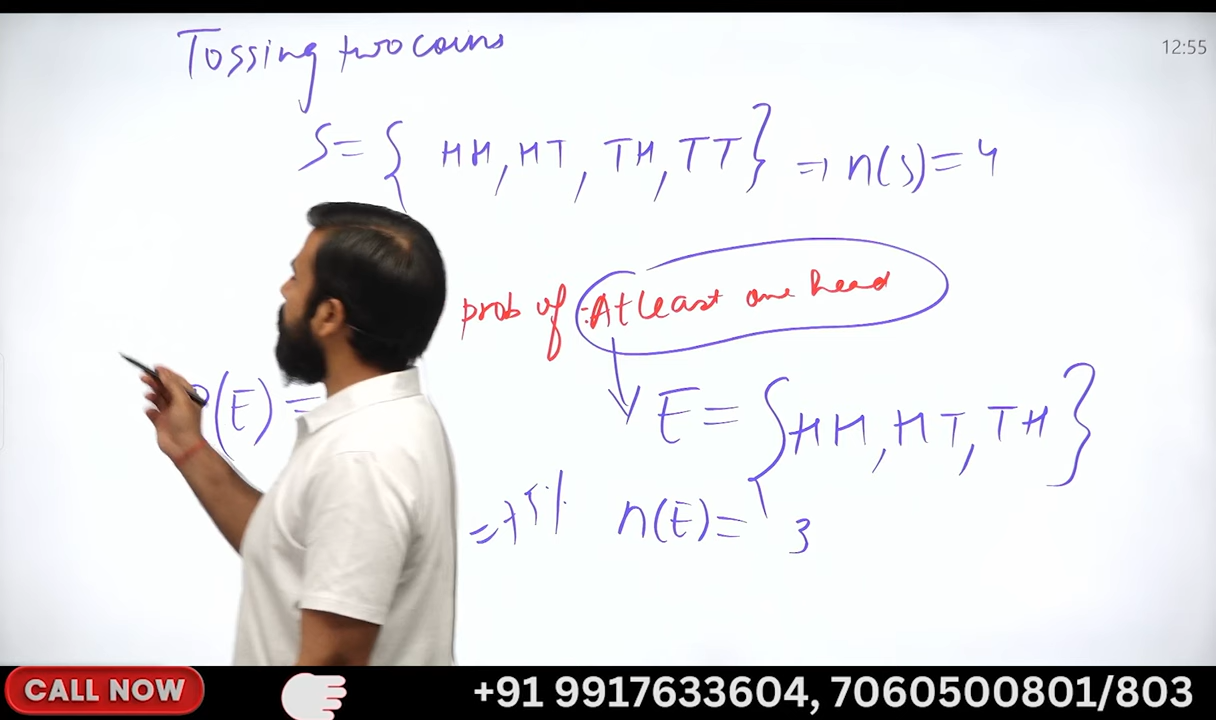 Tossing two coins
12:55
S = { HH, HT, TH, TT } => n(S) = 4
prob of :- Atleast one head
P(E) =
E = { HH, HT, TH }
= 75%
n(E) = 3
CALL NOW
+91 9917633604, 7060500801/803